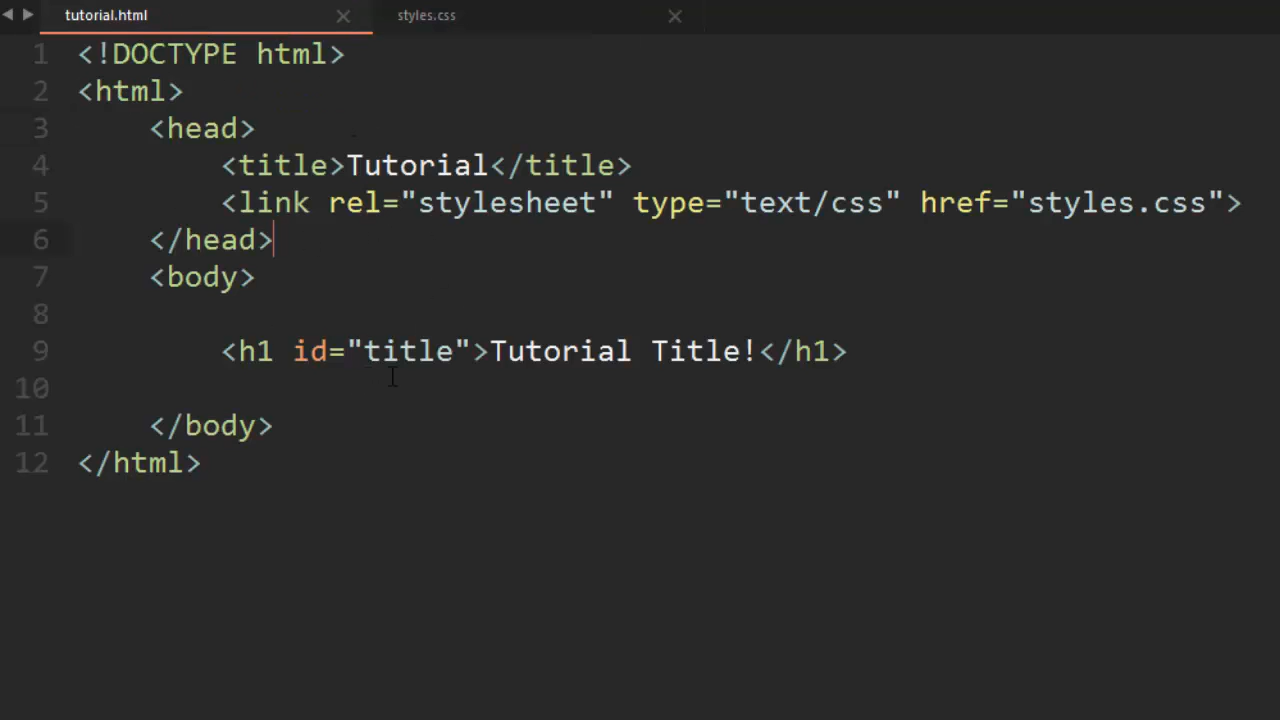 tutorial.html styles.css
1 <!DOCTYPE html>
2 <html>
3 <head>
4 <title>Tutorial</title>
5 <link rel="stylesheet" type="text/css" href="styles.css">
6 </head>
7 <body>
8
9 <h1 id="title">Tutorial Title!</h1>
10
11 </body>
12 </html>